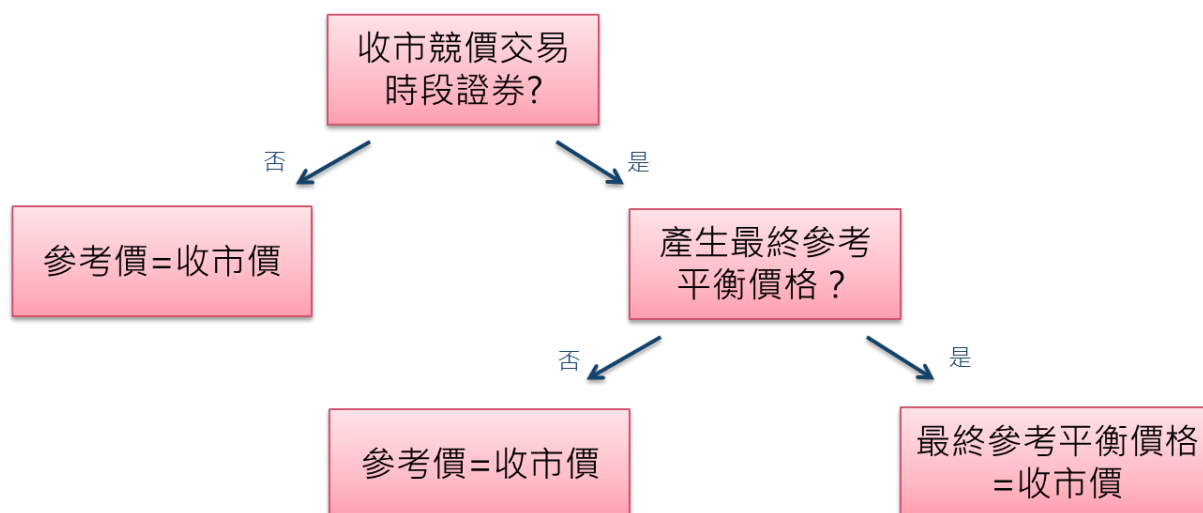 收市競價交易
時段證券?
否
是
參考價=收市價
產生最終參考
平衡價格？
否
是
參考價=收市價
最終參考平衡價格
=收市價